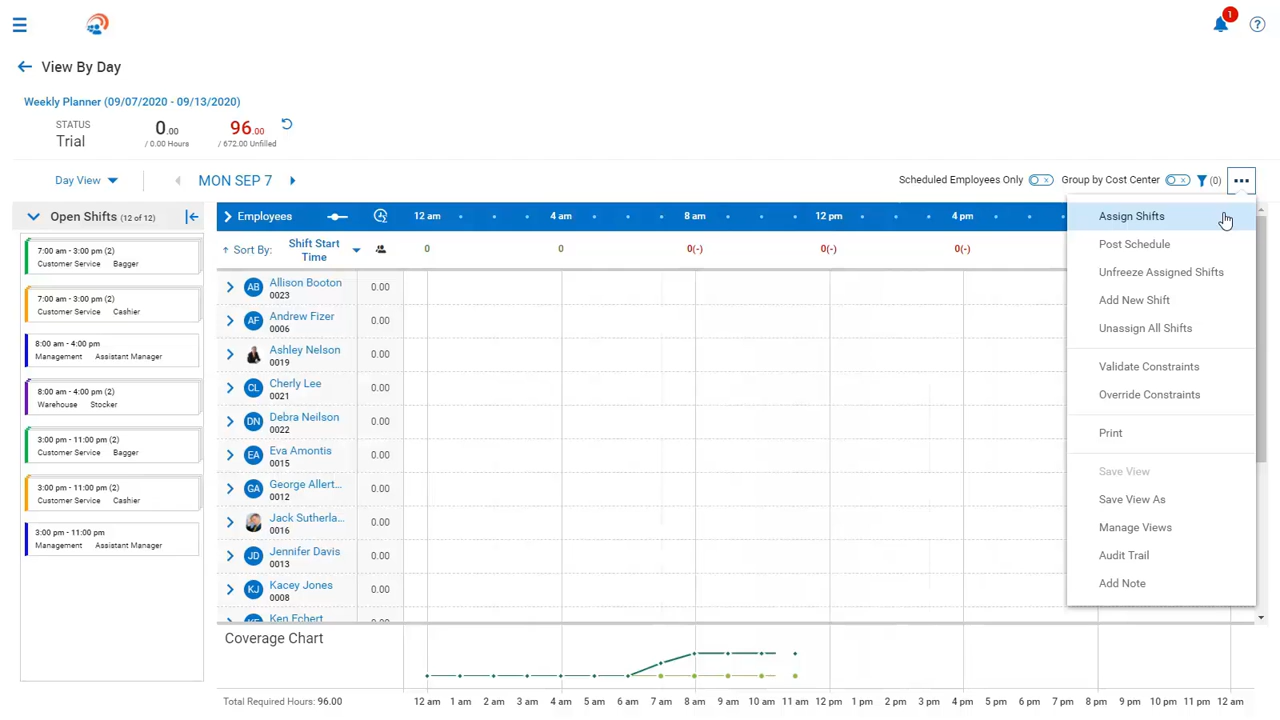 1
?
View By Day
Weekly Planner (09/07/2020 - 09/13/2020)
STATUS
Trial
0.00
/ 0.00 Hours
96.00
/ 672.00 Unfilled
Day View
MON SEP 7
Scheduled Employees Only
Group by Cost Center
(0)
Open Shifts (12 of 12)
7:00 am - 3:00 pm (2)
Customer Service Bagger
7:00 am - 3:00 pm (2)
Customer Service Cashier
8:00 am - 4:00 pm
Management Assistant Manager
8:00 am - 4:00 pm (2)
Warehouse Stocker
3:00 pm - 11:00 pm (2)
Customer Service Bagger
3:00 pm - 11:00 pm (2)
Customer Service Cashier
3:00 pm - 11:00 pm
Management Assistant Manager
Employees
12 am 4 am 8 am 12 pm 4 pm
Sort By: Shift Start Time
0 0 0(-) 0(-) 0(-)
AB Allison Booton 0.00
0023
AF Andrew Fizer 0.00
0006
Ashley Nelson 0.00
0019
CL Cherly Lee 0.00
0021
DN Debra Neilson 0.00
0022
EA Eva Amontis 0.00
0015
GA George Allert... 0.00
0012
Jack Sutherla... 0.00
0016
JD Jennifer Davis 0.00
0013
KJ Kacey Jones 0.00
0008
Ken Echert 0.00
Assign Shifts
Post Schedule
Unfreeze Assigned Shifts
Add New Shift
Unassign All Shifts
Validate Constraints
Override Constraints
Print
Save View
Save View As
Manage Views
Audit Trail
Add Note
Coverage Chart
Total Required Hours: 96.00
12 am 1 am 2 am 3 am 4 am 5 am 6 am 7 am 8 am 9 am 10 am 11 am 12 pm 1 pm 2 pm 3 pm 4 pm 5 pm 6 pm 7 pm 8 pm 9 pm 10 pm 11 pm 12 am